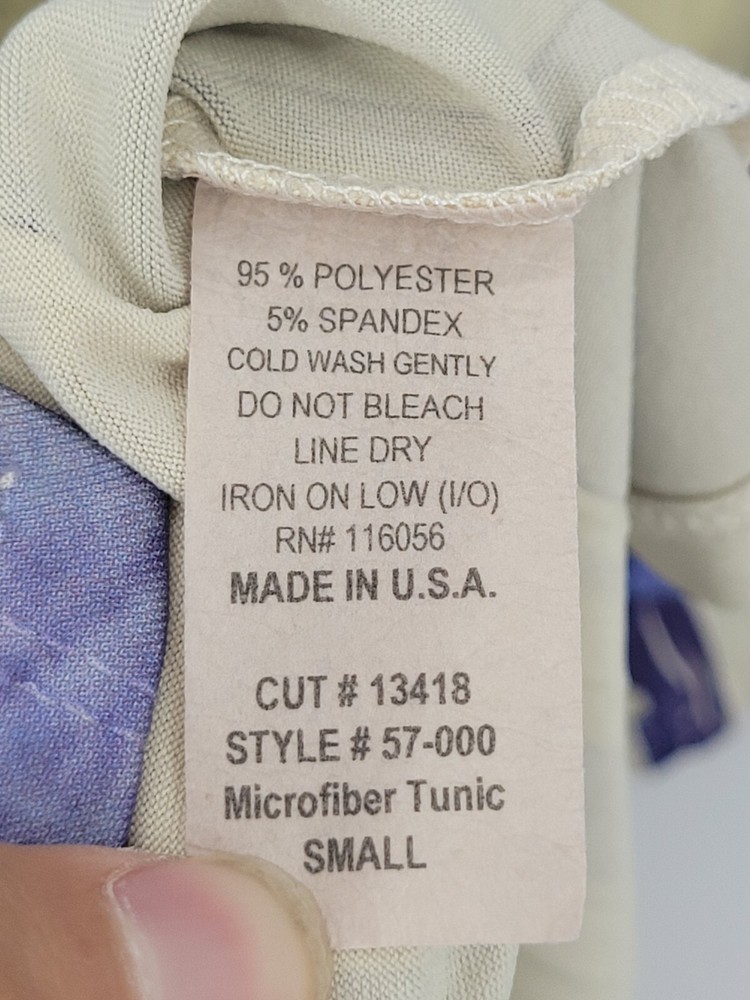 95 % POLYESTER
5% SPANDEX
COLD WASH GENTLY
DO NOT BLEACH
LINE DRY
IRON ON LOW (I/O)
RN# 116056
MADE IN U.S.A.
CUT # 13418
STYLE # 57-000
Microfiber Tunic
SMALL